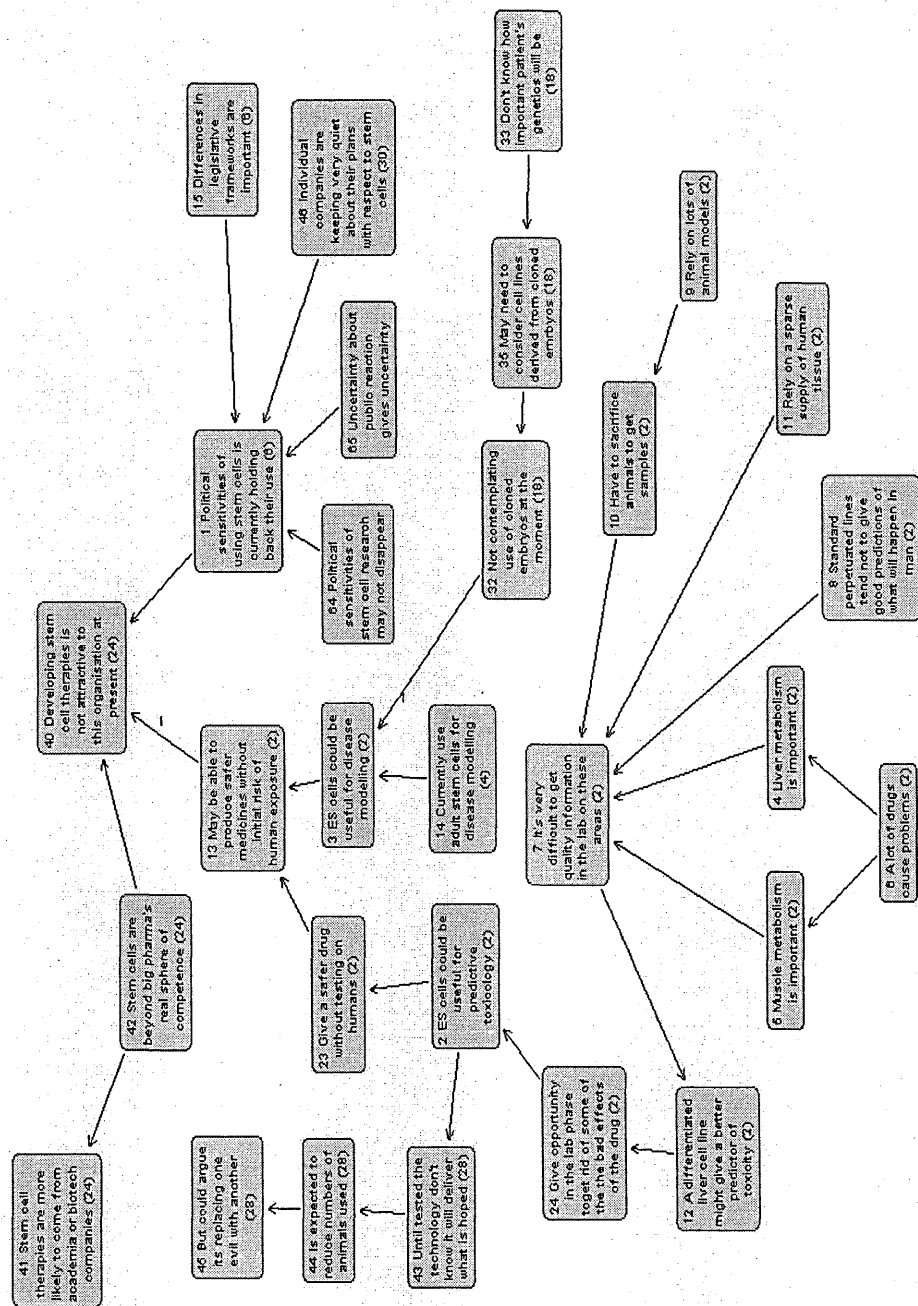 41 Stem cell
therapies are more
likely to come from
academia or biotech
companies (24)
42 Stem cells are
beyond big pharma's
real sphere of
competence (24)
40 Developing stem
cell therapies is
not attractive to
this organisation at
present (24)
46 But could argue
its replacing one
evil with another
(28)
23 Give a safer drug
without testing on
humans (2)
13 May be able to
produce safer
medicines without
initial risk of
human exposure (2)
1 Political
sensitivities of
using stem cells is
currently holding
back their use (6)
15 Differences in
legislative
frameworks are
important (6)
44 Is expected to
reduce numbers of
animals used (28)
3 ES cells could be
useful for disease
modelling (2)
64 Political
sensitivities of
stem cell research
may not disappear
65 Uncertainty about
public reaction
gives uncertainty
48 Individual
companies are
keeping very quiet
about their plans
with respect to stem
cells (30)
43 Until tested the
technology don't
know it will deliver
what is hoped (28)
2 ES cells could be
useful for
predictive
toxicology (2)
14 Currently use
adult stem cells for
disease modelling
(4)
32 Not contemplating
use of cloned
embryos at the
moment (18)
35 May need to
consider cell lines
derived from cloned
embryos (18)
33 Don't know how
important patient's
genetics will be
(18)
24 Give opportunity
in the lab phase
toget rid of some of
the the bad effects
of the drug (2)
7 It's very
difficult to get
quality information
in the lab on these
areas (2)
10 Have to sacrifice
animals to get
samples (2)
9 Rely on lots of
animal models (2)
12 A differentiated
liver cell line
might give a better
predictor of
toxicity (2)
5 Muscle metabolism
is important (2)
4 Liver metabolism
is important (2)
8 Standard
perpetuated lines
tend not to give
good predictions of
what will happen in
man (2)
11 Rely on a sparse
supply of human
tissue (2)
6 A lot of drugs
cause problems (2)